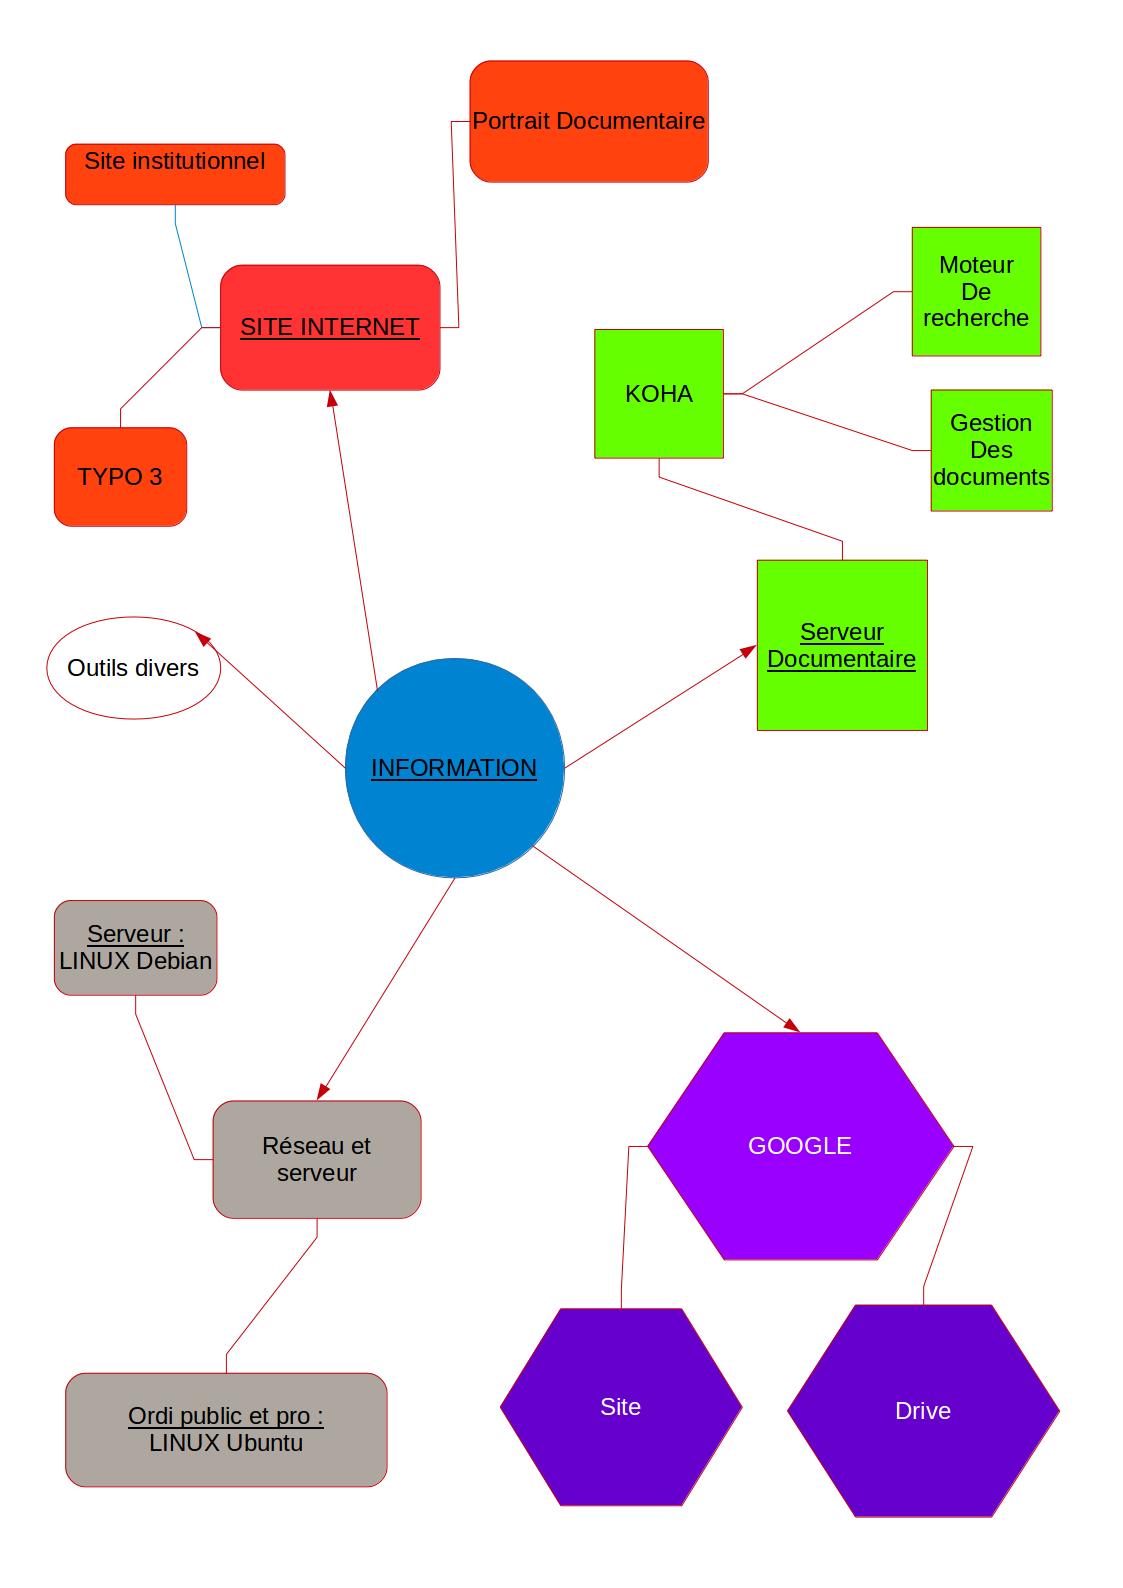 Portrait Documentaire
Site institutionnel
SITE INTERNET
TYPO 3
Moteur
De
recherche
KOHA
Gestion
Des
documents
Serveur
Documentaire
Outils divers
INFORMATION
Serveur :
LINUX Debian
Réseau et
serveur
Ordi public et pro :
LINUX Ubuntu
GOOGLE
Site
Drive